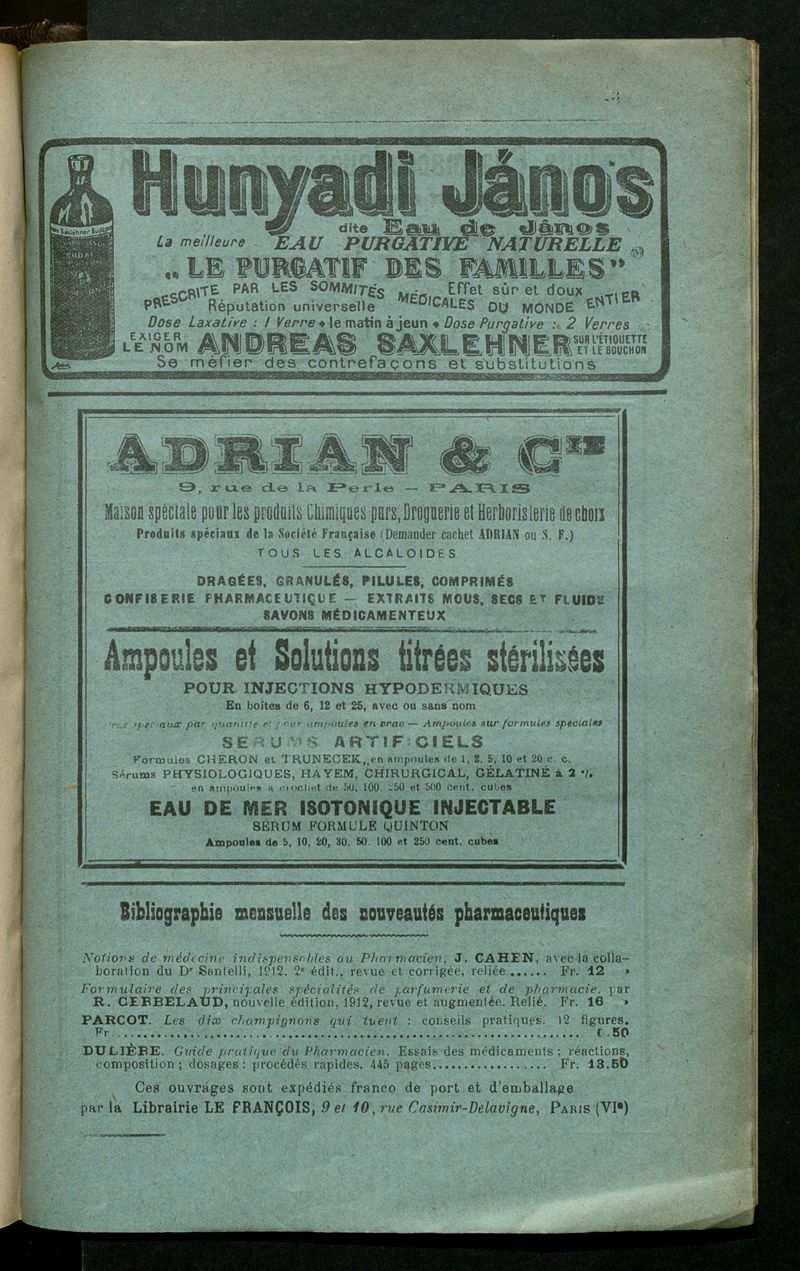 Hunyadi János
dite Eau de János
La meilleure EAU PURGATIVE NATURELLE
„ LE PURGATIF DES FAMILLES"
PRESCRITE PAR LES SOMMITÉS MÉDICALES DU MONDE ENTIER
Effet sûr et doux
Réputation universelle
Dose Laxative : 1 Verre le matin à jeun Dose Purgative : 2 Verres
EXIGER LE NOM ANDREAS SAXLEHNER SUR L'ÉTIQUETTE ET LE BOUCHON
Se méfier des contrefaçons et substitutions
ADRIAN & Cie
9, rue de la Perle — PARIS
Maison spéciale pour les produits Chimiques purs, Droguerie et Herboristerie de choix
Produits spéciaux de la Société Française (Demander cachet ADRIAN ou S. F.)
TOUS LES ALCALOIDES
DRAGÉES, GRANULÉS, PILULES, COMPRIMÉS
CONFISERIE PHARMACEUTIQUE — EXTRAITS MOUS, SECS ET FLUIDE
SAVONS MÉDICAMENTEUX
Ampoules et Solutions titrées stérilisées
POUR INJECTIONS HYPODERMIQUES
En boîtes de 6, 12 et 25, avec ou sans nom
par quantité et pour ampoules en vrac — Ampoules sur formules spéciales
SERUMS ARTIFICIELS
Formules CHERON et TRUNECEK, en ampoules de 1, 2, 5, 10 et 20 c. c.
Sérums PHYSIOLOGIQUES, HAYEM, CHIRURGICAL, GÉLATINÉ à 2 %
en ampoules à crochet de 50, 100, 250 et 500 cent. cubes
EAU DE MER ISOTONIQUE INJECTABLE
SÉRUM FORMULE QUINTON
Ampoules de 5, 10, 20, 30, 50, 100 et 250 cent. cubes
Bibliographie mensuelle des nouveautés pharmaceutiques
Notions de médecine indispensables au Pharmacien, J. CAHEN, avec la colla-
boration du Dr Santelli, 1912. 2e édit., revue et corrigée, reliée...... Fr. 12 »
Formulaire des principales spécialités de parfumerie et de pharmacie, par
R. CERBELAUD, nouvelle édition, 1912, revue et augmentée. Relié. Fr. 16 »
PARCOT. Les dix champignons qui tuent : conseils pratiques. 12 figures.
Fr. .50
DULIÈRE. Guide pratique du Pharmacien. Essais des médicaments ; réactions,
composition ; dosages : procédés rapides. 445 pages.................. Fr. 13.50
Ces ouvrages sont expédiés franco de port et d'emballage
par la Librairie LE FRANÇOIS, 9 et 10, rue Casimir-Delavigne, PARIS (VIe)